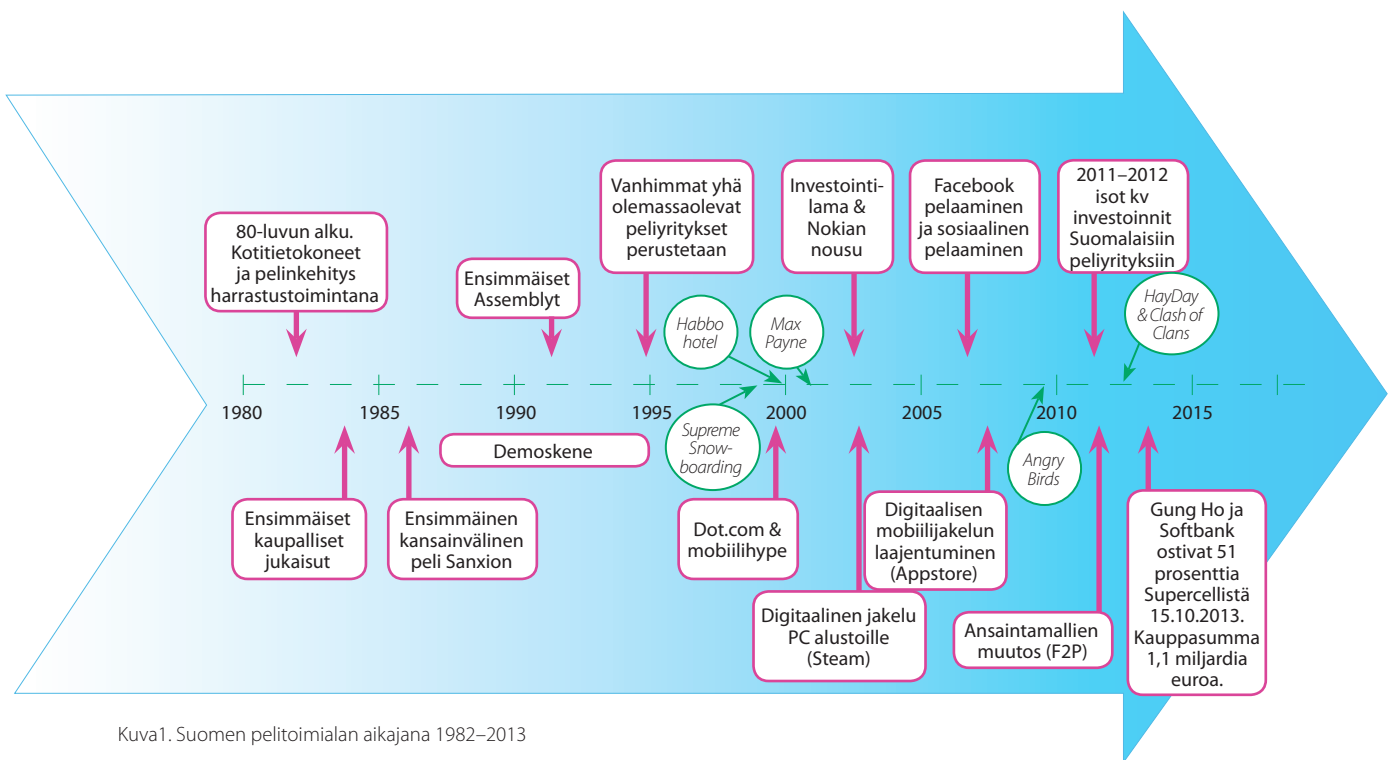 80-luvun alku.
Kotitietokoneet
ja pelinkehitys
harrastustoimintana
Ensimmäiset
Assemblyt
Vanhimmat yhä
olemassaolevat
peliyritykset
perustetaan
Investointi-
lama &
Nokian
nousu
Facebook
pelaaminen
ja sosiaalinen
pelaaminen
2011–2012
isot kv
investoinnit
Suomalaisiin
peliyrityksiin
Habbo
hotel
Max
Payne
HayDay
& Clash of
Clans
1980
1985
1990
1995
2000
2005
2010
2015
Supreme
Snow-
boarding
Angry
Birds
Demoskene
Ensimmäiset
kaupalliset
jukaisut
Ensimmäinen
kansainvälinen
peli Sanxion
Dot.com &
mobiilihype
Digitaalinen jakelu
PC alustoille
(Steam)
Digitaalisen
mobiilijakelun
laajentuminen
(Appstore)
Ansaintamallien
muutos (F2P)
Gung Ho ja
Softbank
ostivat 51
prosenttia
Supercellistä
15.10.2013.
Kauppasumma
1,1 miljardia
euroa.
Kuva1. Suomen pelitoimialan aikajana 1982–2013